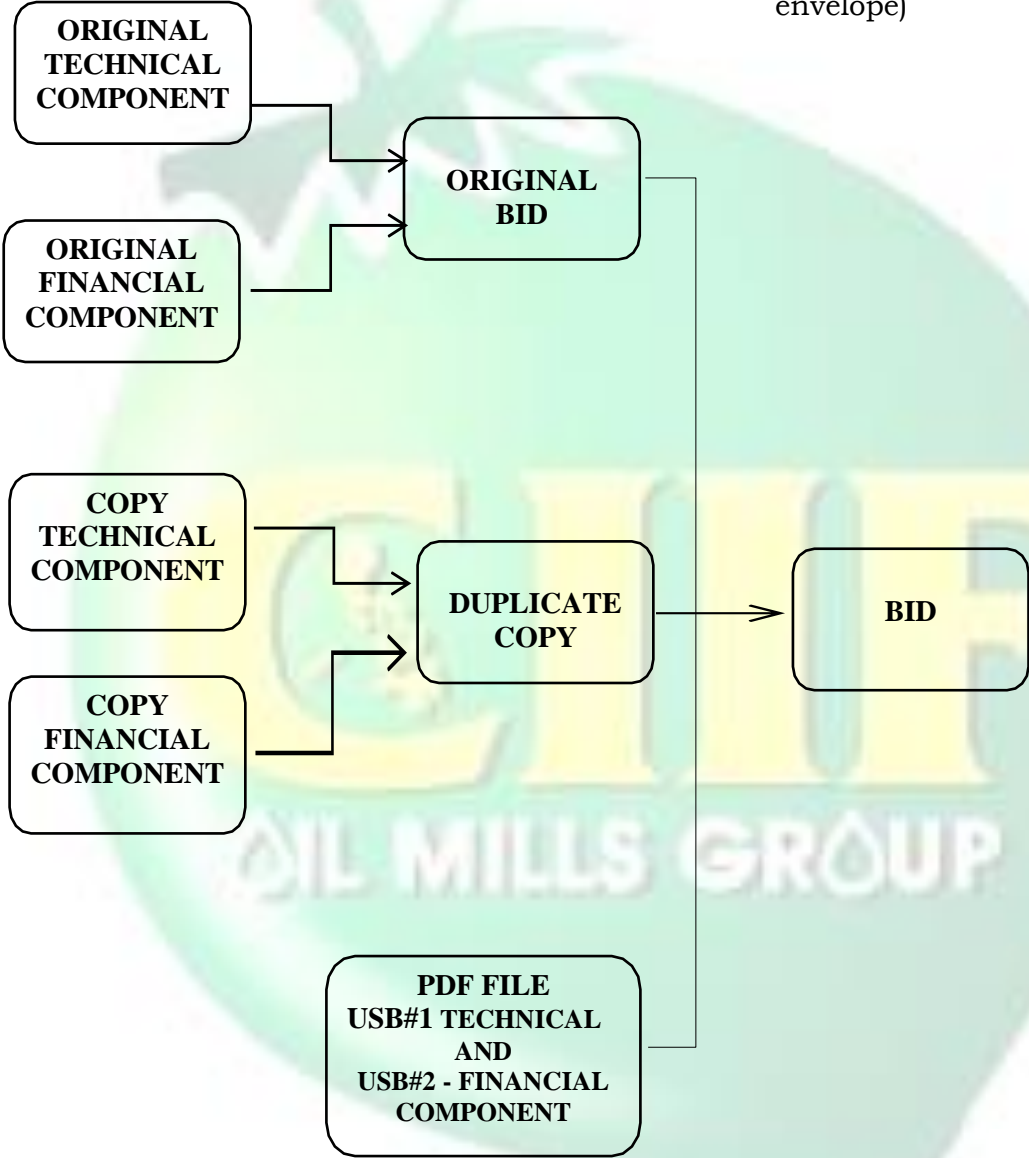 envelope)
ORIGINAL
TECHNICAL
COMPONENT
ORIGINAL
BID
ORIGINAL
FINANCIAL
COMPONENT
COPY
TECHNICAL
COMPONENT
DUPLICATE
COPY
BID
COPY
FINANCIAL
COMPONENT
CIIF
OIL MILLS GROUP
PDF FILE
USB#1 TECHNICAL
AND
USB#2 - FINANCIAL
COMPONENT